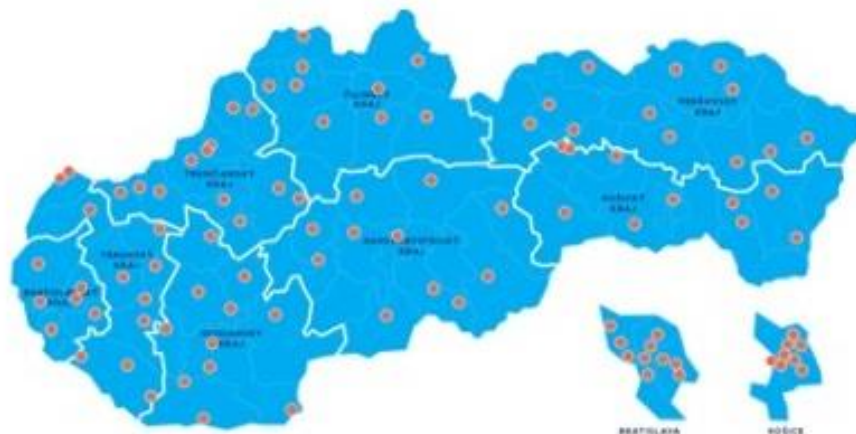 ŽILINSKÝ
KRAJ
PREŠOVSKÝ
KRAJ
TRENČIANSKY
KRAJ
KOŠICKÝ
KRAJ
TRNAVSKÝ
KRAJ
BANSKOBYSTRICKÝ
KRAJ
BRATISLAVSKÝ
KRAJ
NITRIANSKY
KRAJ
BRATISLAVA
KOŠICE